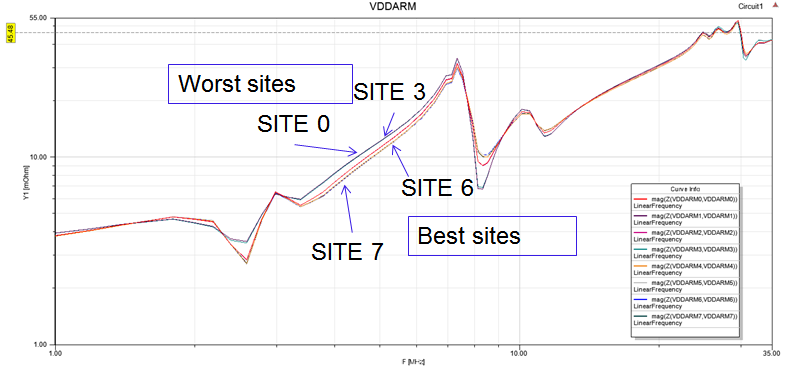 VDDARM
Circuit1
55.00
45.48
Worst sites
SITE 3
SITE 0
10.00
Y1 [mOhm]
SITE 6
SITE 7
Best sites
Curve Info
mag(Z(VDDARM0,VDDARM0))
LinearFrequency
mag(Z(VDDARM1,VDDARM1))
LinearFrequency
mag(Z(VDDARM2,VDDARM2))
LinearFrequency
mag(Z(VDDARM3,VDDARM3))
LinearFrequency
mag(Z(VDDARM4,VDDARM4))
LinearFrequency
mag(Z(VDDARM5,VDDARM5))
LinearFrequency
mag(Z(VDDARM6,VDDARM6))
LinearFrequency
mag(Z(VDDARM7,VDDARM7))
LinearFrequency
1.00
1.00
10.00
35.00
F [MHz]